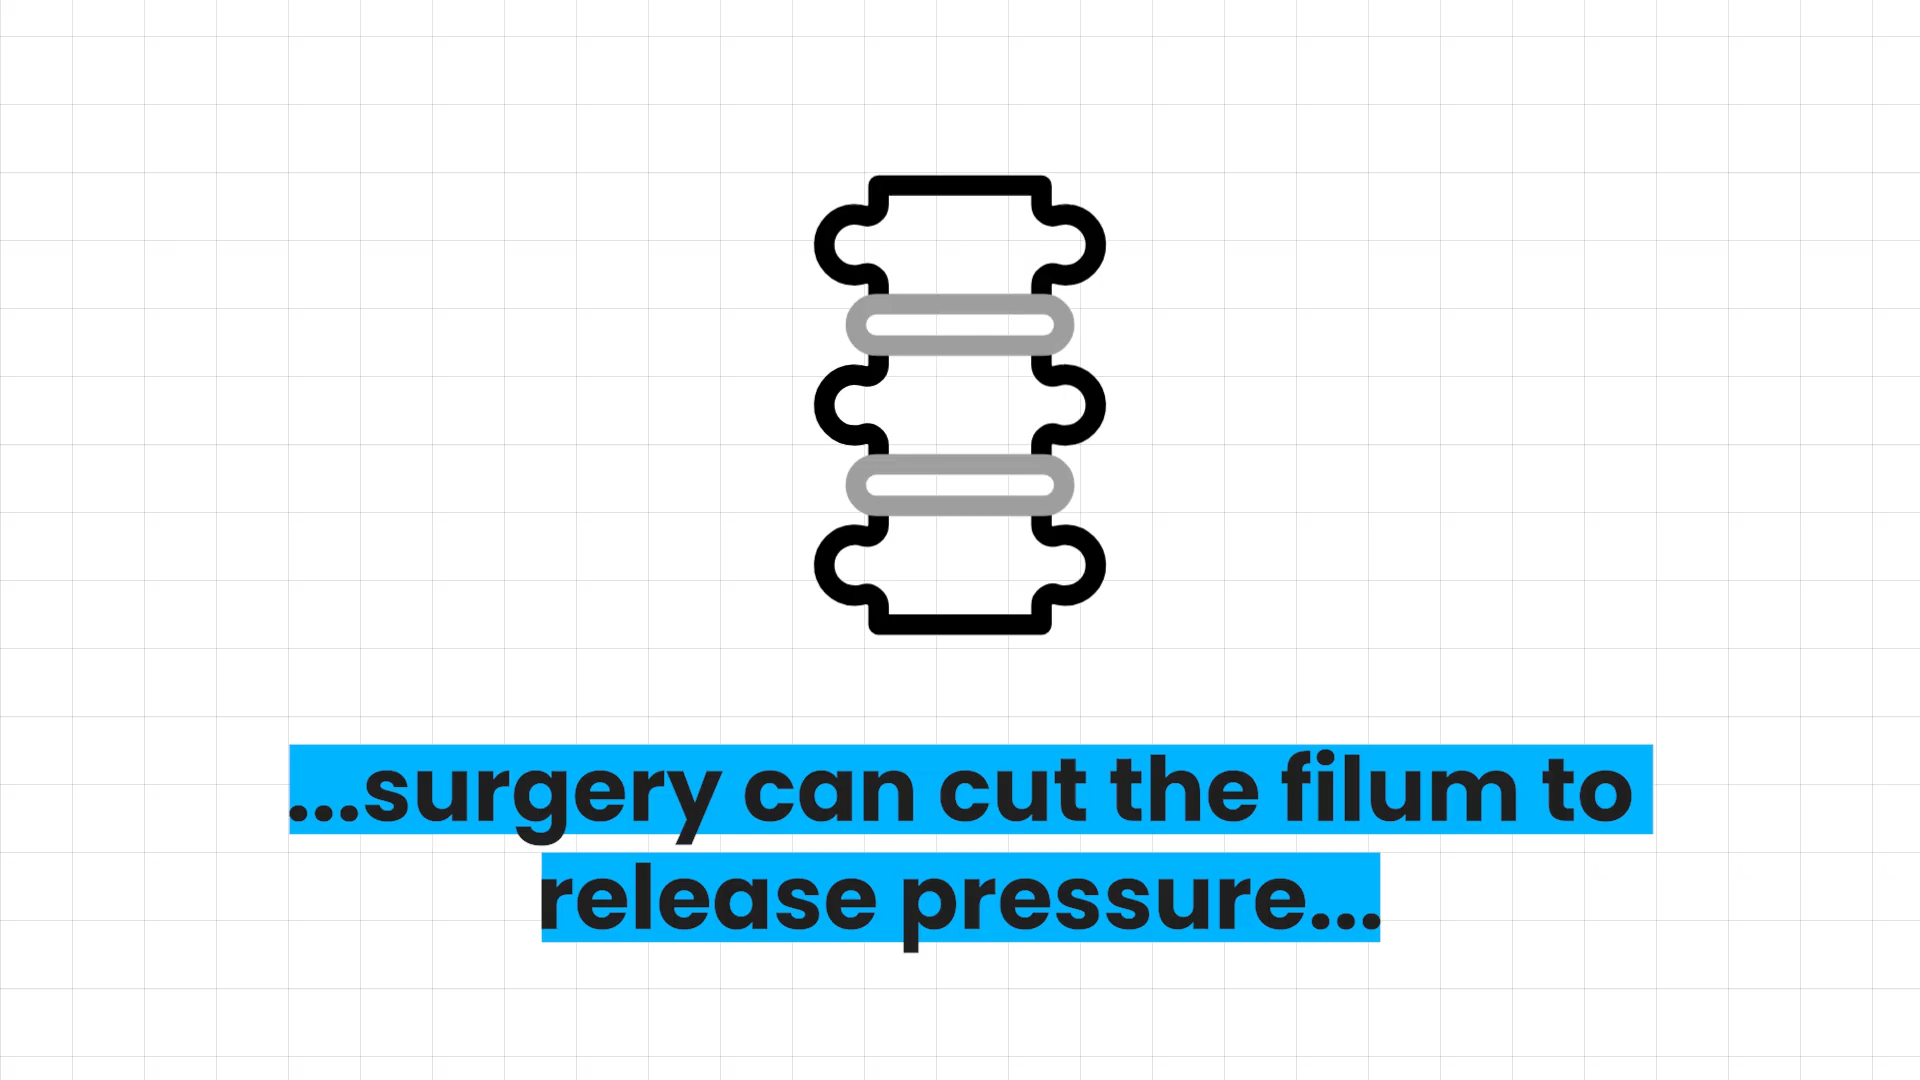 ...surgery can cut the filum to
release pressure...